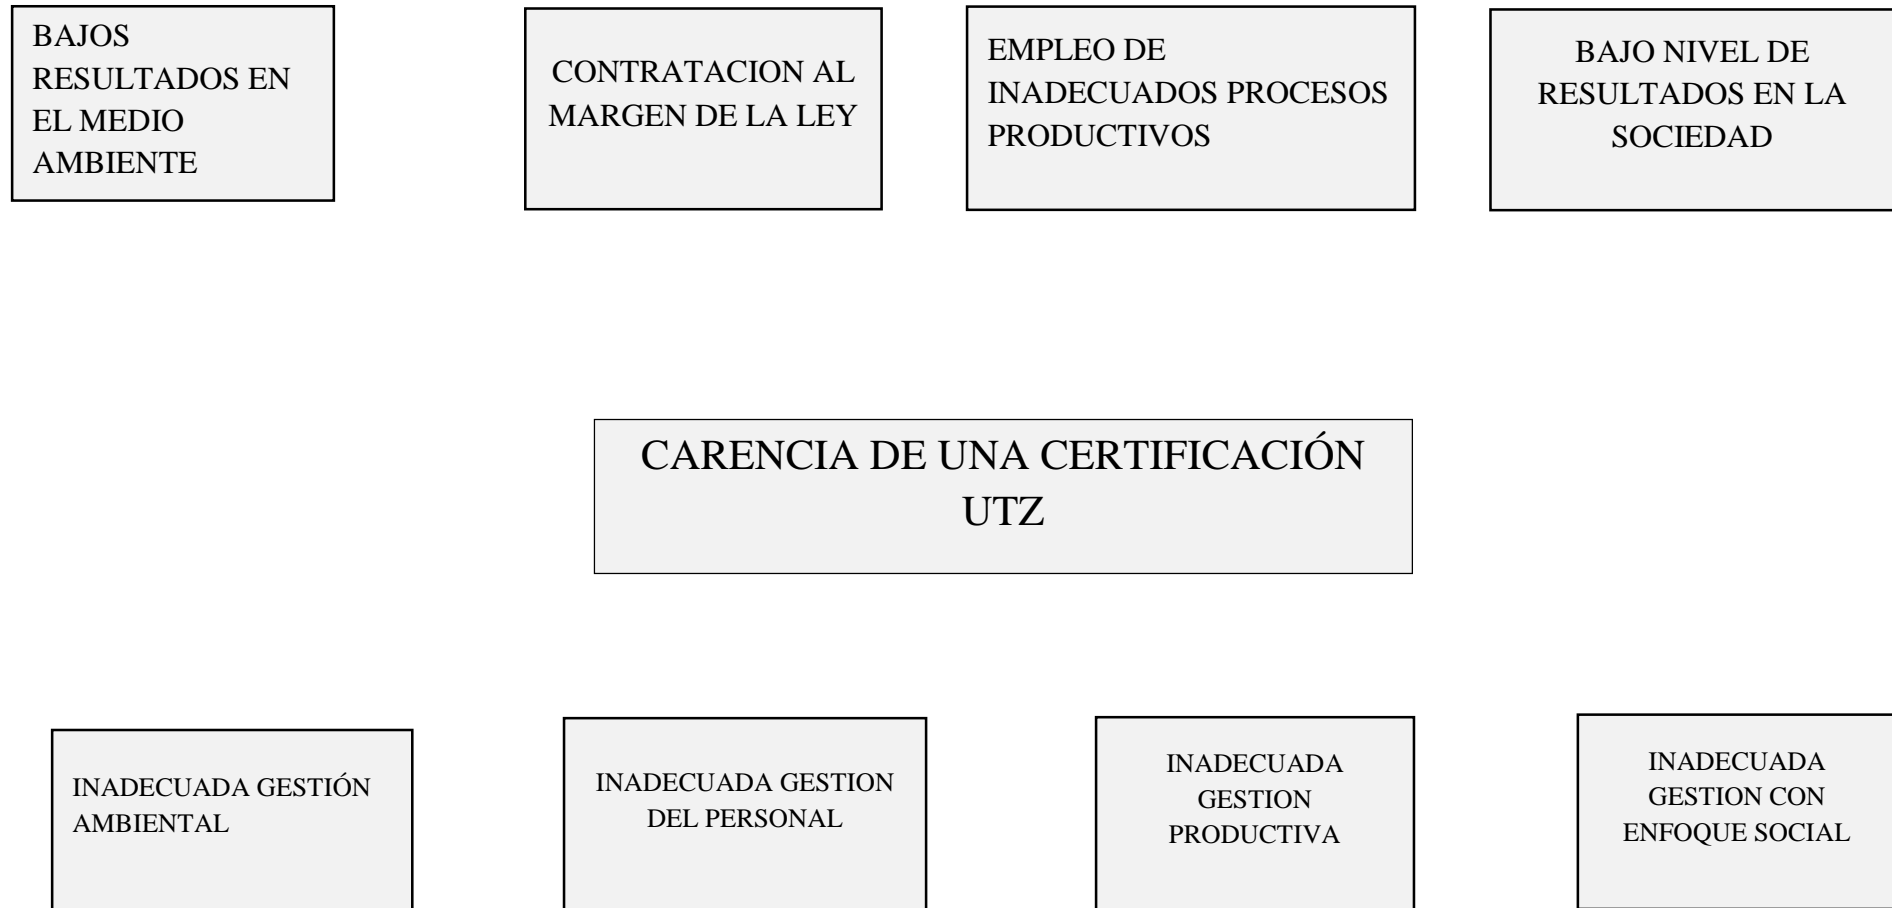 BAJOS
RESULTADOS EN
EL MEDIO
AMBIENTE
CONTRATACION AL
MARGEN DE LA LEY
EMPLEO DE
INADECUADOS PROCESOS
PRODUCTIVOS
BAJO NIVEL DE
RESULTADOS EN LA
SOCIEDAD
CARENCIA DE UNA CERTIFICACIÓN
UTZ
INADECUADA GESTIÓN
AMBIENTAL
INADECUADA GESTION
DEL PERSONAL
INADECUADA
GESTION
PRODUCTIVA
INADECUADA
GESTION CON
ENFOQUE SOCIAL